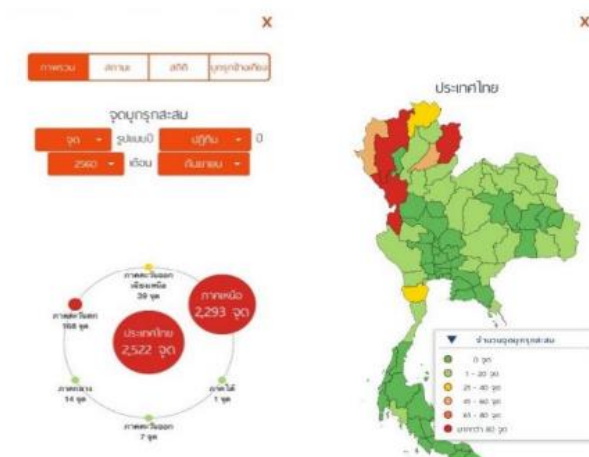 X
X
ภาพรวม สถานะ สถิติ บุกรุกข้างเคียง
จุดบุกรุกสะสม
จุด รูปแบบปี ปฏิทิน ปี
2560 เดือน กันยายน
ภาคตะวันออก
เฉียงเหนือ
39 จุด
ภาคเหนือ
2,293 จุด
ภาคตะวันตก
168 จุด
ประเทศไทย
2,522 จุด
ภาคกลาง
14 จุด
ภาคใต้
1 จุด
ภาคตะวันออก
7 จุด
ประเทศไทย
จำนวนจุดบุกรุกสะสม
0 จุด
1 - 20 จุด
21 - 40 จุด
41 - 60 จุด
61 - 80 จุด
มากกว่า 80 จุด